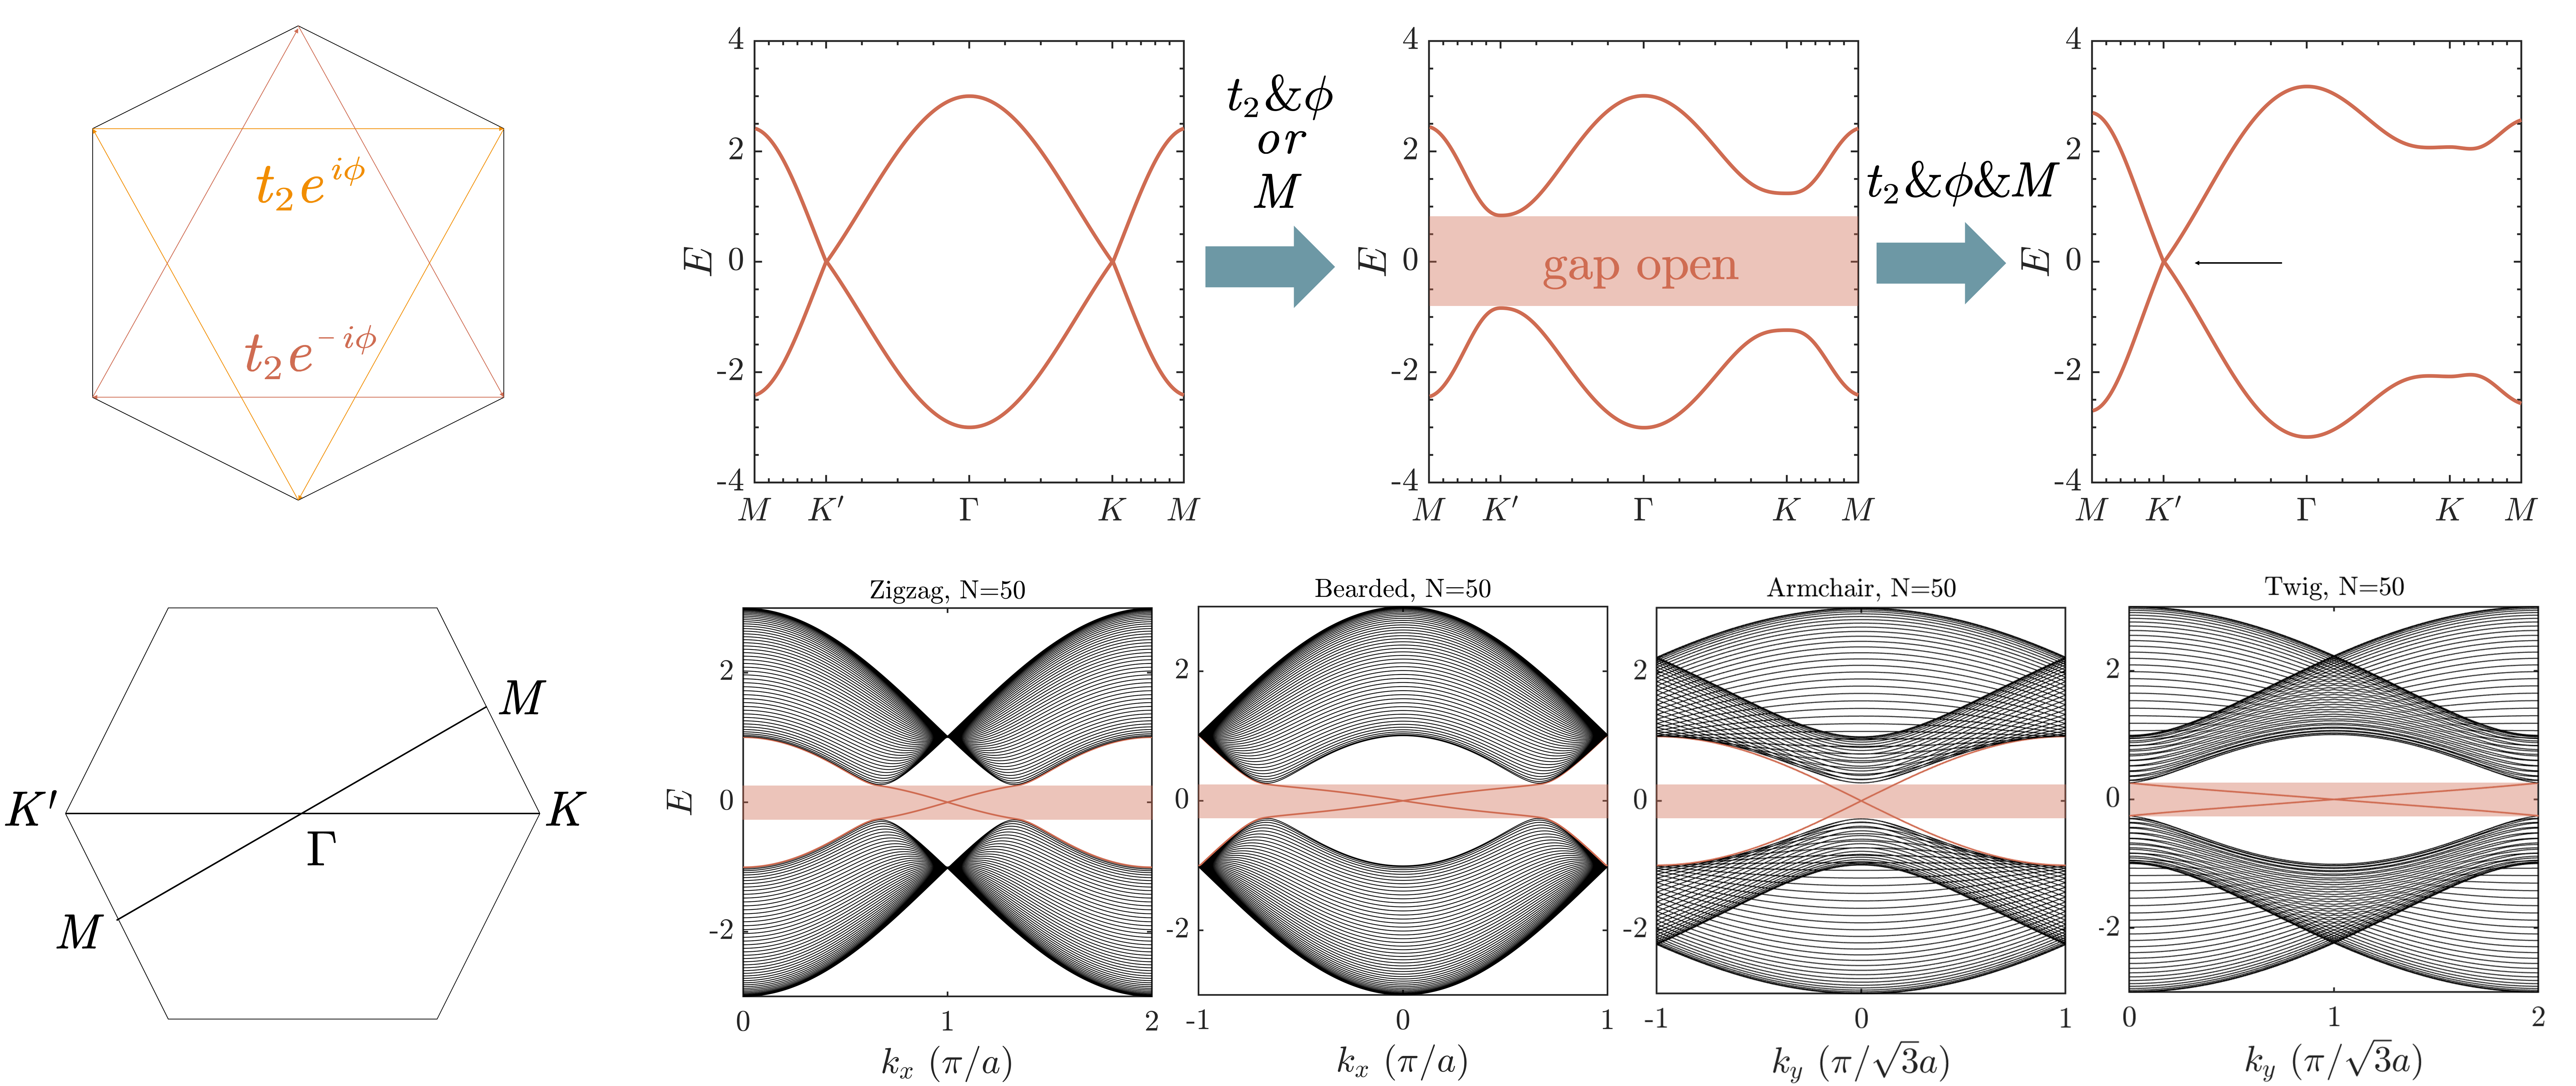 t₂e^{iϕ}
t₂e^{-iϕ}
4
2
0
-2
-4
E
M K′ Γ K M
t₂&ϕ
or
M
4
2
0
-2
-4
E
gap open
M K′ Γ K M
t₂&ϕ&M
4
2
0
-2
-4
E
M K′ Γ K M
M
K′
K
Γ
M
Zigzag, N=50
2
0
-2
E
0 1 2
k_x (π/a)
Bearded, N=50
2
0
-2
-1 0 1
k_x (π/a)
Armchair, N=50
2
0
-2
-1 0 1
k_y (π/√3a)
Twig, N=50
2
0
-2
0 1 2
k_y (π/√3a)